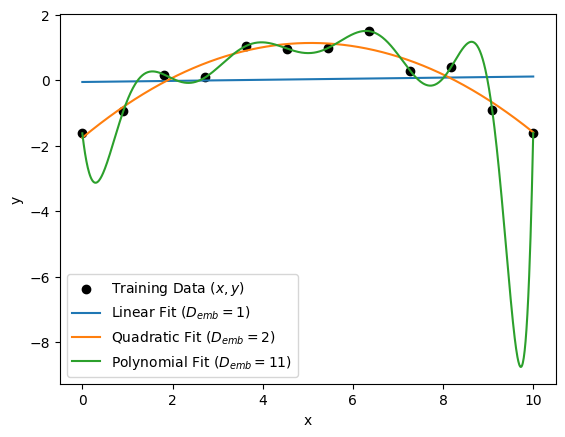 2
0
−2
−4
−6
−8
y
Training Data (x, y)
Linear Fit (D_emb = 1)
Quadratic Fit (D_emb = 2)
Polynomial Fit (D_emb = 11)
0 2 4 6 8 10
x